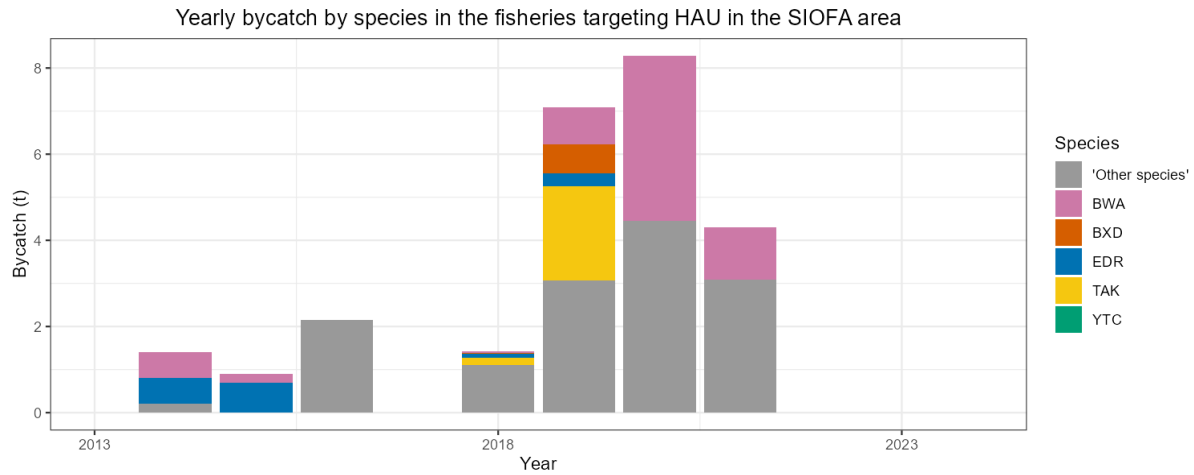 Yearly bycatch by species in the fisheries targeting HAU in the SIOFA area
Bycatch (t)
8
6
4
2
0
2013
2018
2023
Year
Species
'Other species'
BWA
BXD
EDR
TAK
YTC